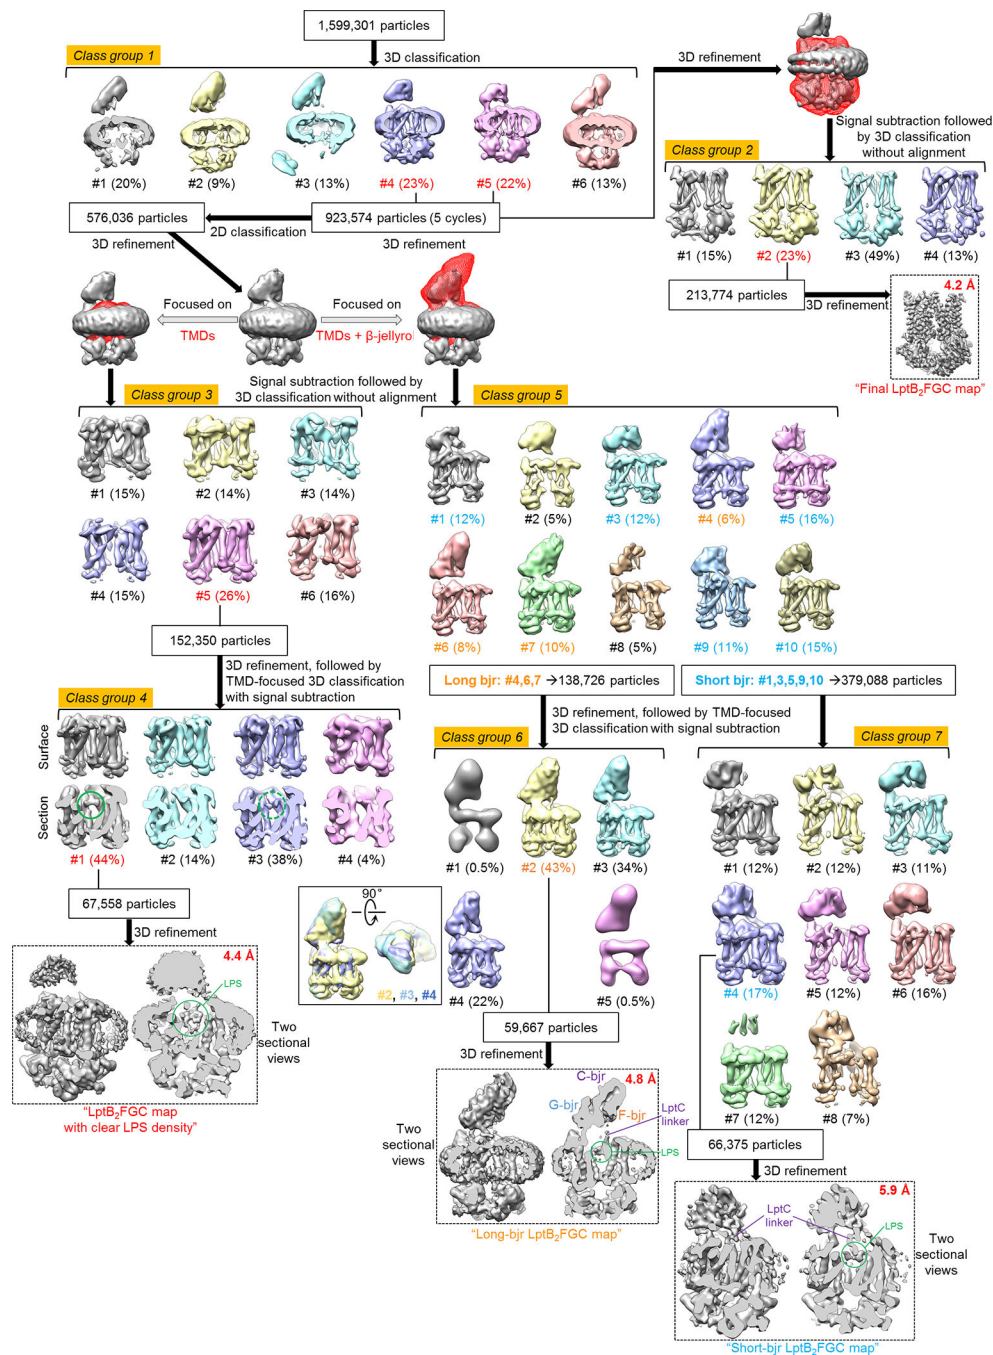 1,599,301 particles
Class group 1
3D classification
#1 (20%)
#2 (9%)
#3 (13%)
#4 (23%)
#5 (22%)
#6 (13%)
3D refinement
Signal subtraction followed
by 3D classification
without alignment
Class group 2
#1 (15%)
#2 (23%)
#3 (49%)
#4 (13%)
213,774 particles
3D refinement
4.2 Å
"Final LptB₂FGC map"
576,036 particles
2D classification
923,574 particles (5 cycles)
3D refinement
3D refinement
Focused on
TMDs
Focused on
TMDs + β-jellyrol
Signal subtraction followed by
3D classification without alignment
Class group 3
#1 (15%)
#2 (14%)
#3 (14%)
#4 (15%)
#5 (26%)
#6 (16%)
152,350 particles
3D refinement, followed by
TMD-focused 3D classification
with signal subtraction
Class group 4
Surface
Section
#1 (44%)
#2 (14%)
#3 (38%)
#4 (4%)
67,558 particles
3D refinement
4.4 Å
LPS
Two
sectional
views
"LptB₂FGC map
with clear LPS density"
Class group 5
#1 (12%)
#2 (5%)
#3 (12%)
#4 (6%)
#5 (16%)
#6 (8%)
#7 (10%)
#8 (5%)
#9 (11%)
#10 (15%)
Long bjr: #4,6,7 →138,726 particles
Short bjr: #1,3,5,9,10 →379,088 particles
3D refinement, followed by TMD-focused
3D classification with signal subtraction
Class group 6
#1 (0.5%)
#2 (43%)
#3 (34%)
90°
#2, #3, #4
#4 (22%)
#5 (0.5%)
59,667 particles
3D refinement
4.8 Å
C-bjr
G-bjr
F-bjr
LptC
linker
LPS
Two
sectional
views
"Long-bjr LptB₂FGC map"
Class group 7
#1 (12%)
#2 (12%)
#3 (11%)
#4 (17%)
#5 (12%)
#6 (16%)
#7 (12%)
#8 (7%)
66,375 particles
3D refinement
5.9 Å
LptC
linker
LPS
Two
sectional
views
"Short-bjr LptB₂FGC map"